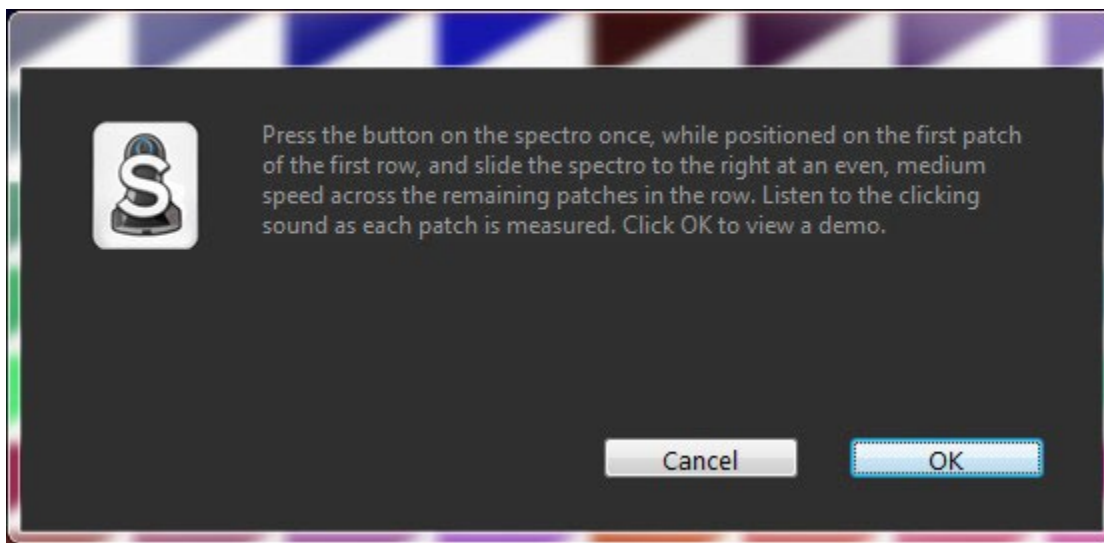 Press the button on the spectro once, while positioned on the first patch
of the first row, and slide the spectro to the right at an even, medium
speed across the remaining patches in the row. Listen to the clicking
sound as each patch is measured. Click OK to view a demo.
S
Cancel
OK